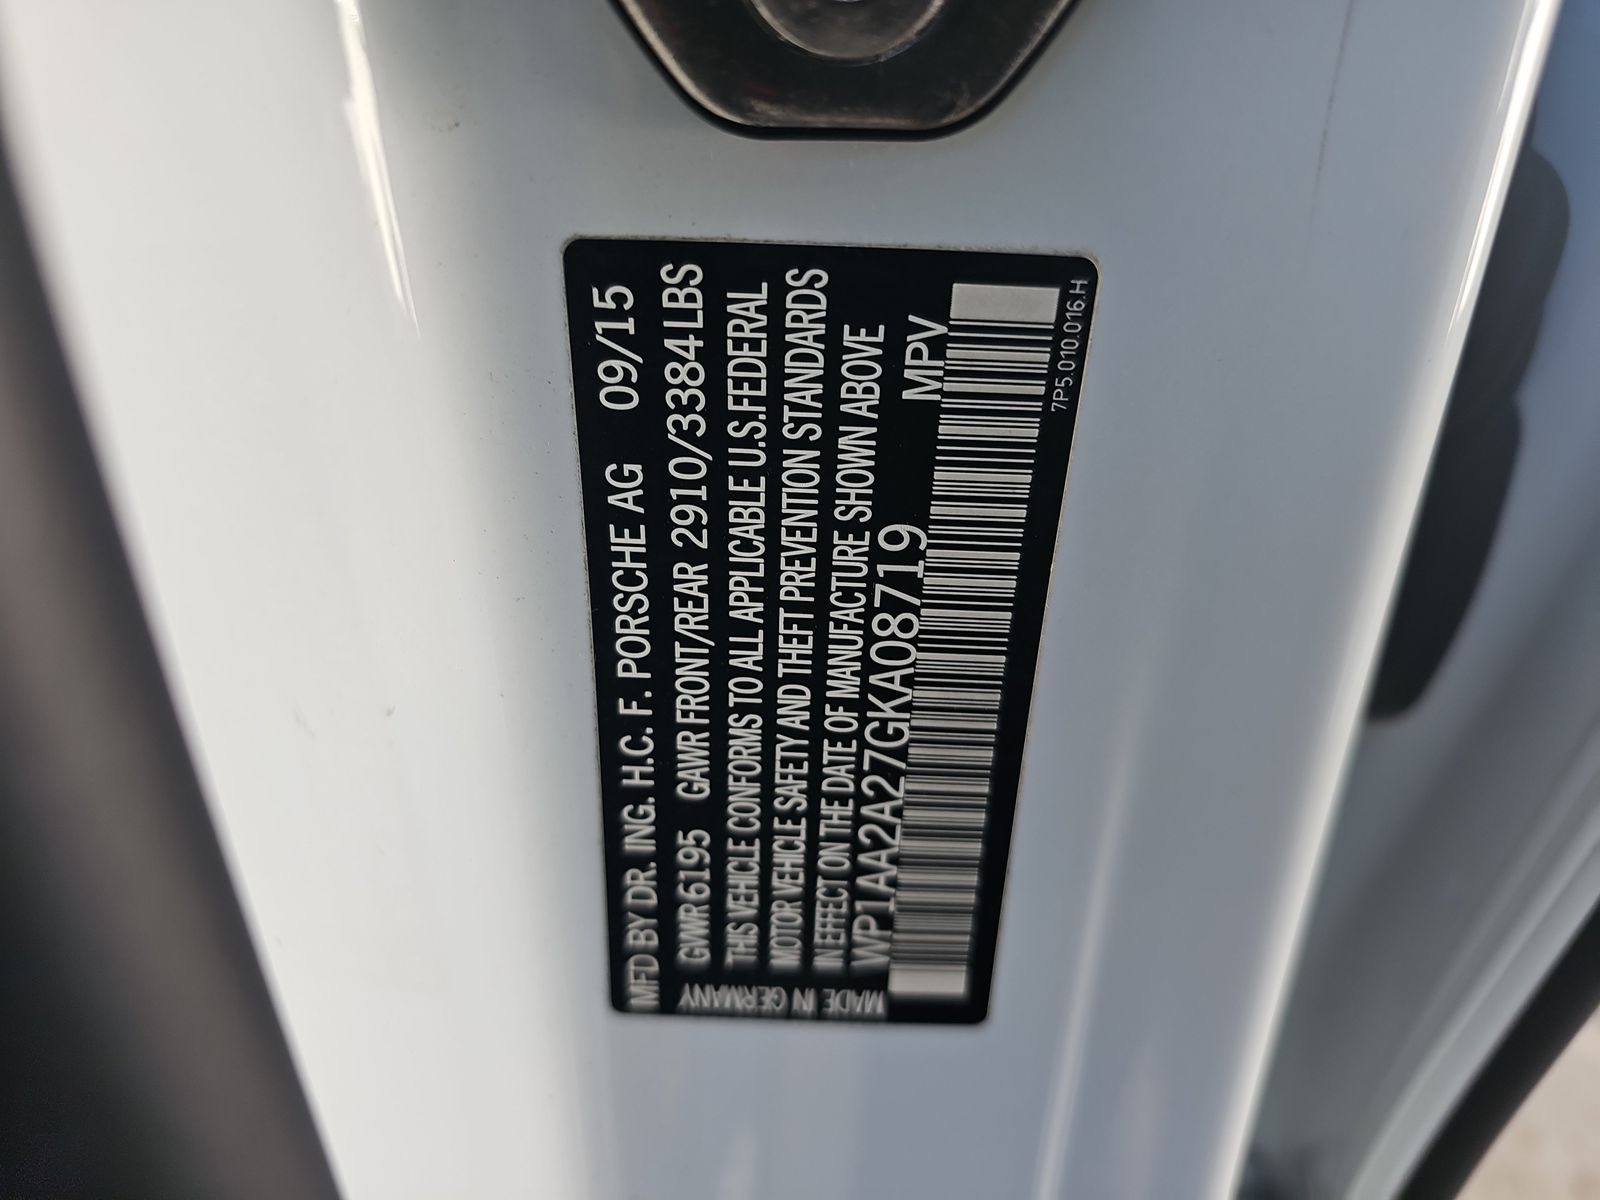 MFD BY DR. ING. H.C. F. PORSCHE AG 09/15
GVWR 6195 GAWR FRONT/REAR 2910/3384LBS
THIS VEHICLE CONFORMS TO ALL APPLICABLE U.S.FEDERAL
MOTOR VEHICLE SAFETY AND THEFT PREVENTION STANDARDS
IN EFFECT ON THE DATE OF MANUFACTURE SHOWN ABOVE
WP1AA2A27GKA08719 MPV
MADE IN GERMANY
7P5.010.016.H